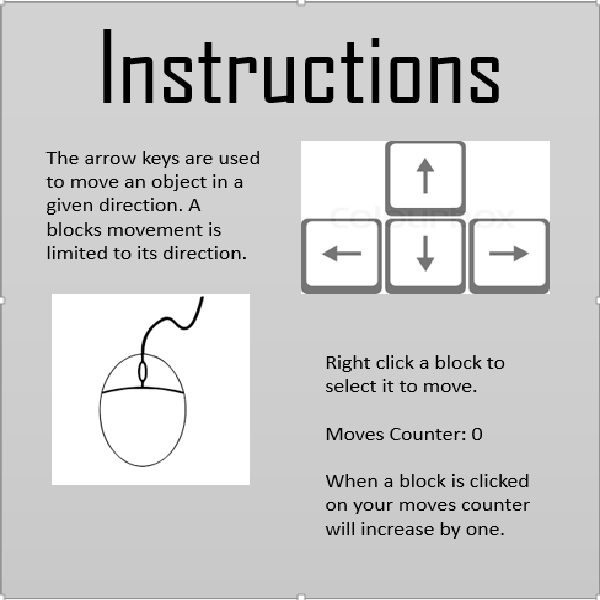 Instructions
The arrow keys are used
to move an object in a
given direction. A
blocks movement is
limited to its direction.
colourbox
Right click a block to
select it to move.
Moves Counter: 0
When a block is clicked
on your moves counter
will increase by one.